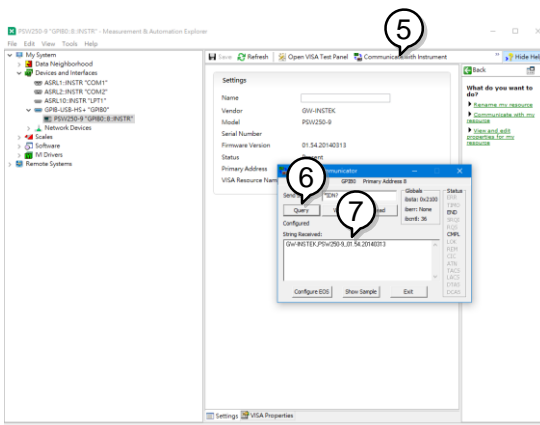 5
PSW250-9 "GPIB0::8::INSTR" - Measurement & Automation Explorer
File Edit View Tools Help
My System
Data Neighborhood
Devices and Interfaces
ASRL1::INSTR "COM1"
ASRL2::INSTR "COM2"
ASRL10::INSTR "LPT1"
GPIB-USB-HS+ "GPIB0"
PSW250-9 "GPIB0::8::INSTR"
Network Devices
Scales
Software
IVI Drivers
Remote Systems
Save Refresh Open VISA Test Panel Communicate with Instrument
Hide Hel
Settings
Name
Vendor GW-INSTEK
Model PSW250-9
Serial Number
Firmware Version 01.54.20140313
Status Present
Primary Address
VISA Resource Nam
Back
What do you want to do?
Rename my resource
Communicate with my resource
View and edit properties for my resource
6
7
GPIB0 Primary Address 8
Send *IDN?
Query
Configured
String Received:
GW-INSTEK,PSW250-9,,01.54.20140313
Configure EOS Show Sample Exit
Globals
ibsta: 0x2100
iberr: None
ibcntl: 36
Status
ERR
TIMO
END
SRQI
RQS
CMPL
LOK
REM
CIC
ATN
TACS
LACS
DTAS
DCAS
Settings VISA Properties